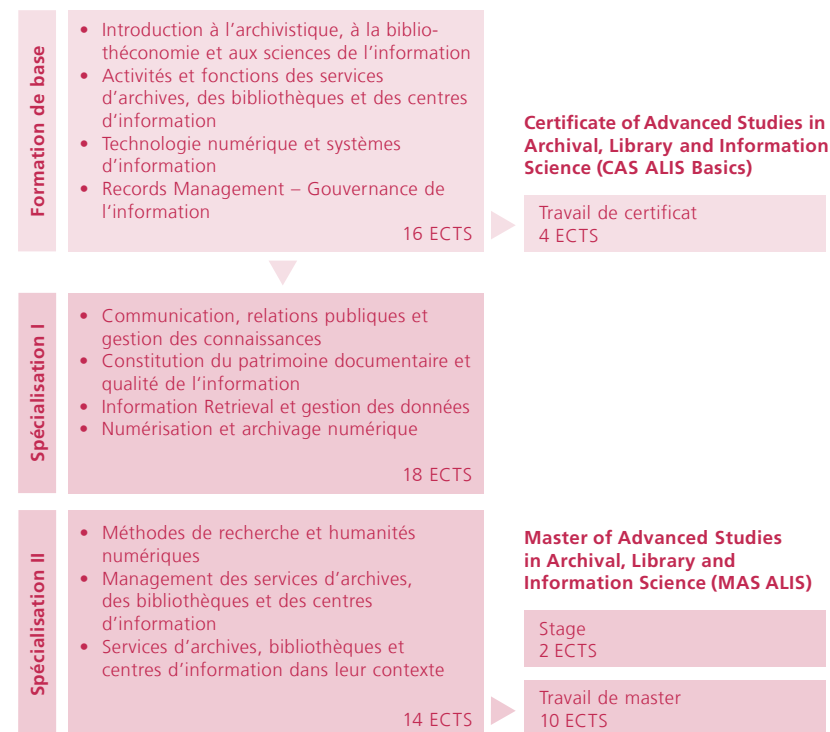 Formation de base
• Introduction à l'archivistique, à la biblio-
théconomie et aux sciences de l'information
• Activités et fonctions des services
d'archives, des bibliothèques et des centres
d'information
• Technologie numérique et systèmes
d'information
• Records Management – Gouvernance de
l'information
16 ECTS
Certificate of Advanced Studies in
Archival, Library and Information
Science (CAS ALIS Basics)
Travail de certificat
4 ECTS
Spécialisation I
• Communication, relations publiques et
gestion des connaissances
• Constitution du patrimoine documentaire et
qualité de l'information
• Information Retrieval et gestion des données
• Numérisation et archivage numérique
18 ECTS
Spécialisation II
• Méthodes de recherche et humanités
numériques
• Management des services d'archives,
des bibliothèques et des centres
d'information
• Services d'archives, bibliothèques et
centres d'information dans leur contexte
14 ECTS
Master of Advanced Studies
in Archival, Library and
Information Science (MAS ALIS)
Stage
2 ECTS
Travail de master
10 ECTS